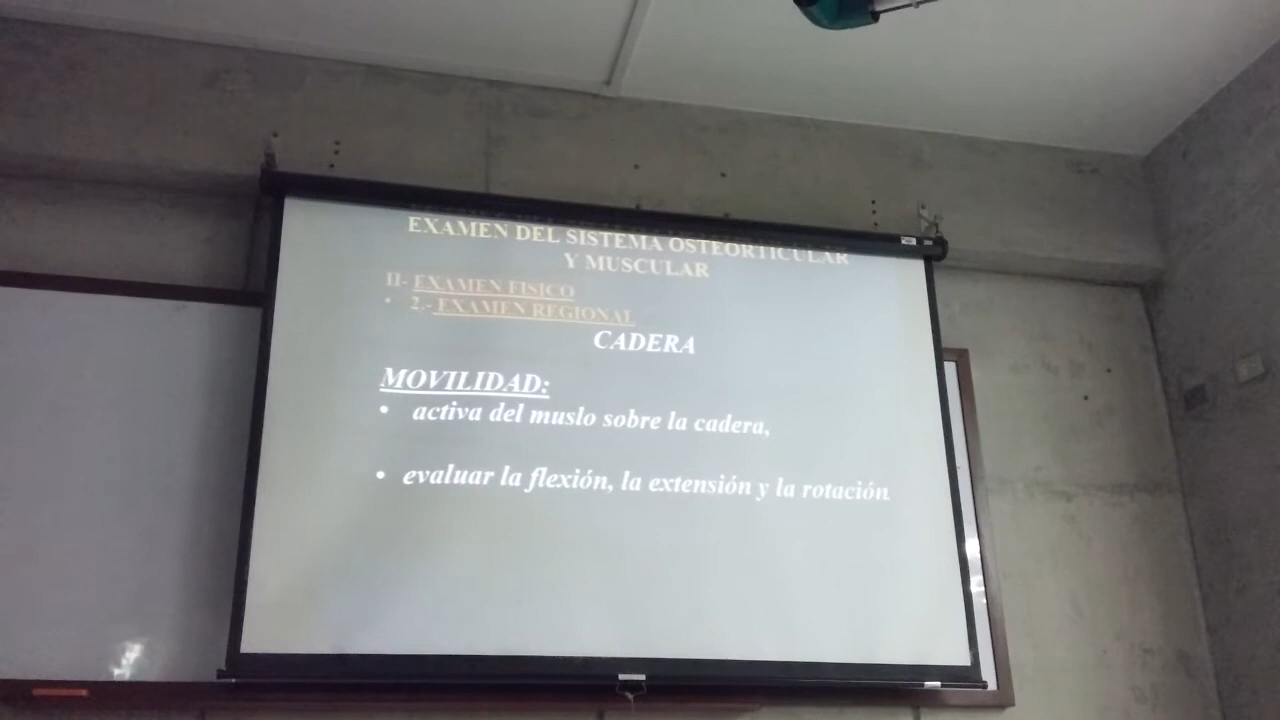 EXAMEN DEL SISTEMA OSTEORTICULAR
Y MUSCULAR
II- EXAMEN FISICO
• 2.- EXAMEN REGIONAL
CADERA
MOVILIDAD:
• activa del muslo sobre la cadera,
• evaluar la flexión, la extensión y la rotación